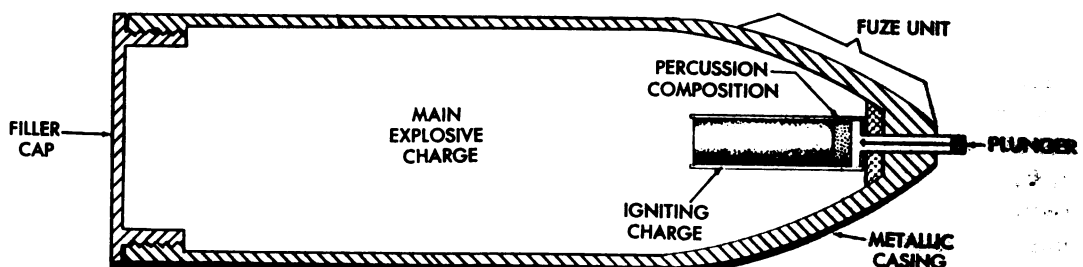 FUZE UNIT
PERCUSSION
COMPOSITION
MAIN
EXPLOSIVE
CHARGE
FILLER
CAP
PLUNGER
IGNITING
CHARGE
METALLIC
CASING